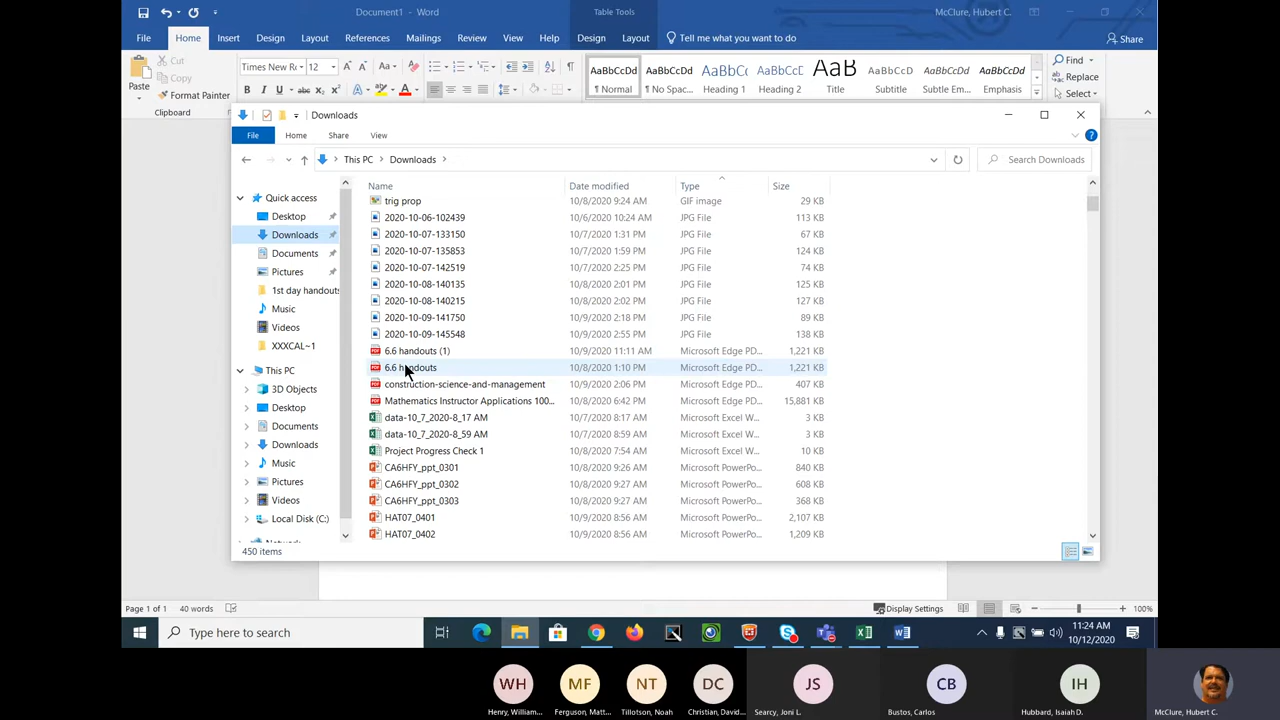 Document1 - Word
Table Tools
McClure, Hubert C.
File Home Insert Design Layout References Mailings Review View Help Design Layout Tell me what you want to do Share
Paste
Cut
Copy
Format Painter
Clipboard
Times New R 12
AaBbCcDd AaBbCcDd AaBbCc AaBbCcD AaB AaBbCcD AaBbCcDd AaBbCcDd
¶ Normal ¶ No Spac... Heading 1 Heading 2 Title Subtitle Subtle Em... Emphasis
Find
Replace
Select
Downloads
File Home Share View
This PC Downloads
Search Downloads
Quick access
Desktop
Downloads
Documents
Pictures
1st day handouts
Music
Videos
XXXCAL~1
This PC
3D Objects
Desktop
Documents
Downloads
Music
Pictures
Videos
Local Disk (C:)
Name Date modified Type Size
trig prop 10/8/2020 9:24 AM GIF image 29 KB
2020-10-06-102439 10/6/2020 10:24 AM JPG File 113 KB
2020-10-07-133150 10/7/2020 1:31 PM JPG File 67 KB
2020-10-07-135853 10/7/2020 1:59 PM JPG File 124 KB
2020-10-07-142519 10/7/2020 2:25 PM JPG File 74 KB
2020-10-08-140135 10/8/2020 2:01 PM JPG File 125 KB
2020-10-08-140215 10/8/2020 2:02 PM JPG File 127 KB
2020-10-09-141750 10/9/2020 2:18 PM JPG File 130 KB
2020-10-09-145548 10/9/2020 2:55 PM JPG File 138 KB
6.6 handouts (1) 10/9/2020 11:11 AM Microsoft Edge PD... 1,221 KB
6.6 handouts 10/8/2020 1:10 PM Microsoft Edge PD... 1,221 KB
construction-science-and-management 10/9/2020 2:06 PM Microsoft Edge PD... 407 KB
Mathematics Instructor Applications 100... 10/8/2020 6:42 PM Microsoft Edge PD... 15,881 KB
data-10_7_2020-8_17 AM 10/7/2020 8:17 AM Microsoft Excel W... 3 KB
data-10_7_2020-8_59 AM 10/7/2020 8:59 AM Microsoft Excel W... 3 KB
Project Progress Check 1 10/8/2020 7:54 AM Microsoft Excel W... 10 KB
CA6HFY_ppt_0301 10/8/2020 9:26 AM Microsoft PowerPo... 840 KB
CA6HFY_ppt_0302 10/8/2020 9:27 AM Microsoft PowerPo... 608 KB
CA6HFY_ppt_0303 10/8/2020 9:27 AM Microsoft PowerPo... 368 KB
HAT07_0401 10/9/2020 8:56 AM Microsoft PowerPo... 2,107 KB
HAT07_0402 10/9/2020 8:56 AM Microsoft PowerPo... 1,209 KB
450 items
Page 1 of 1 40 words
Display Settings
100%
Type here to search
11:24 AM
10/12/2020
WH MF NT DC JS CB IH
Henry, William... Ferguson, Matt... Tillotson, Noah Christian, David... Searcy, Joni L. Bustos, Carlos Hubbard, Isaiah D. McClure, Hubert C.